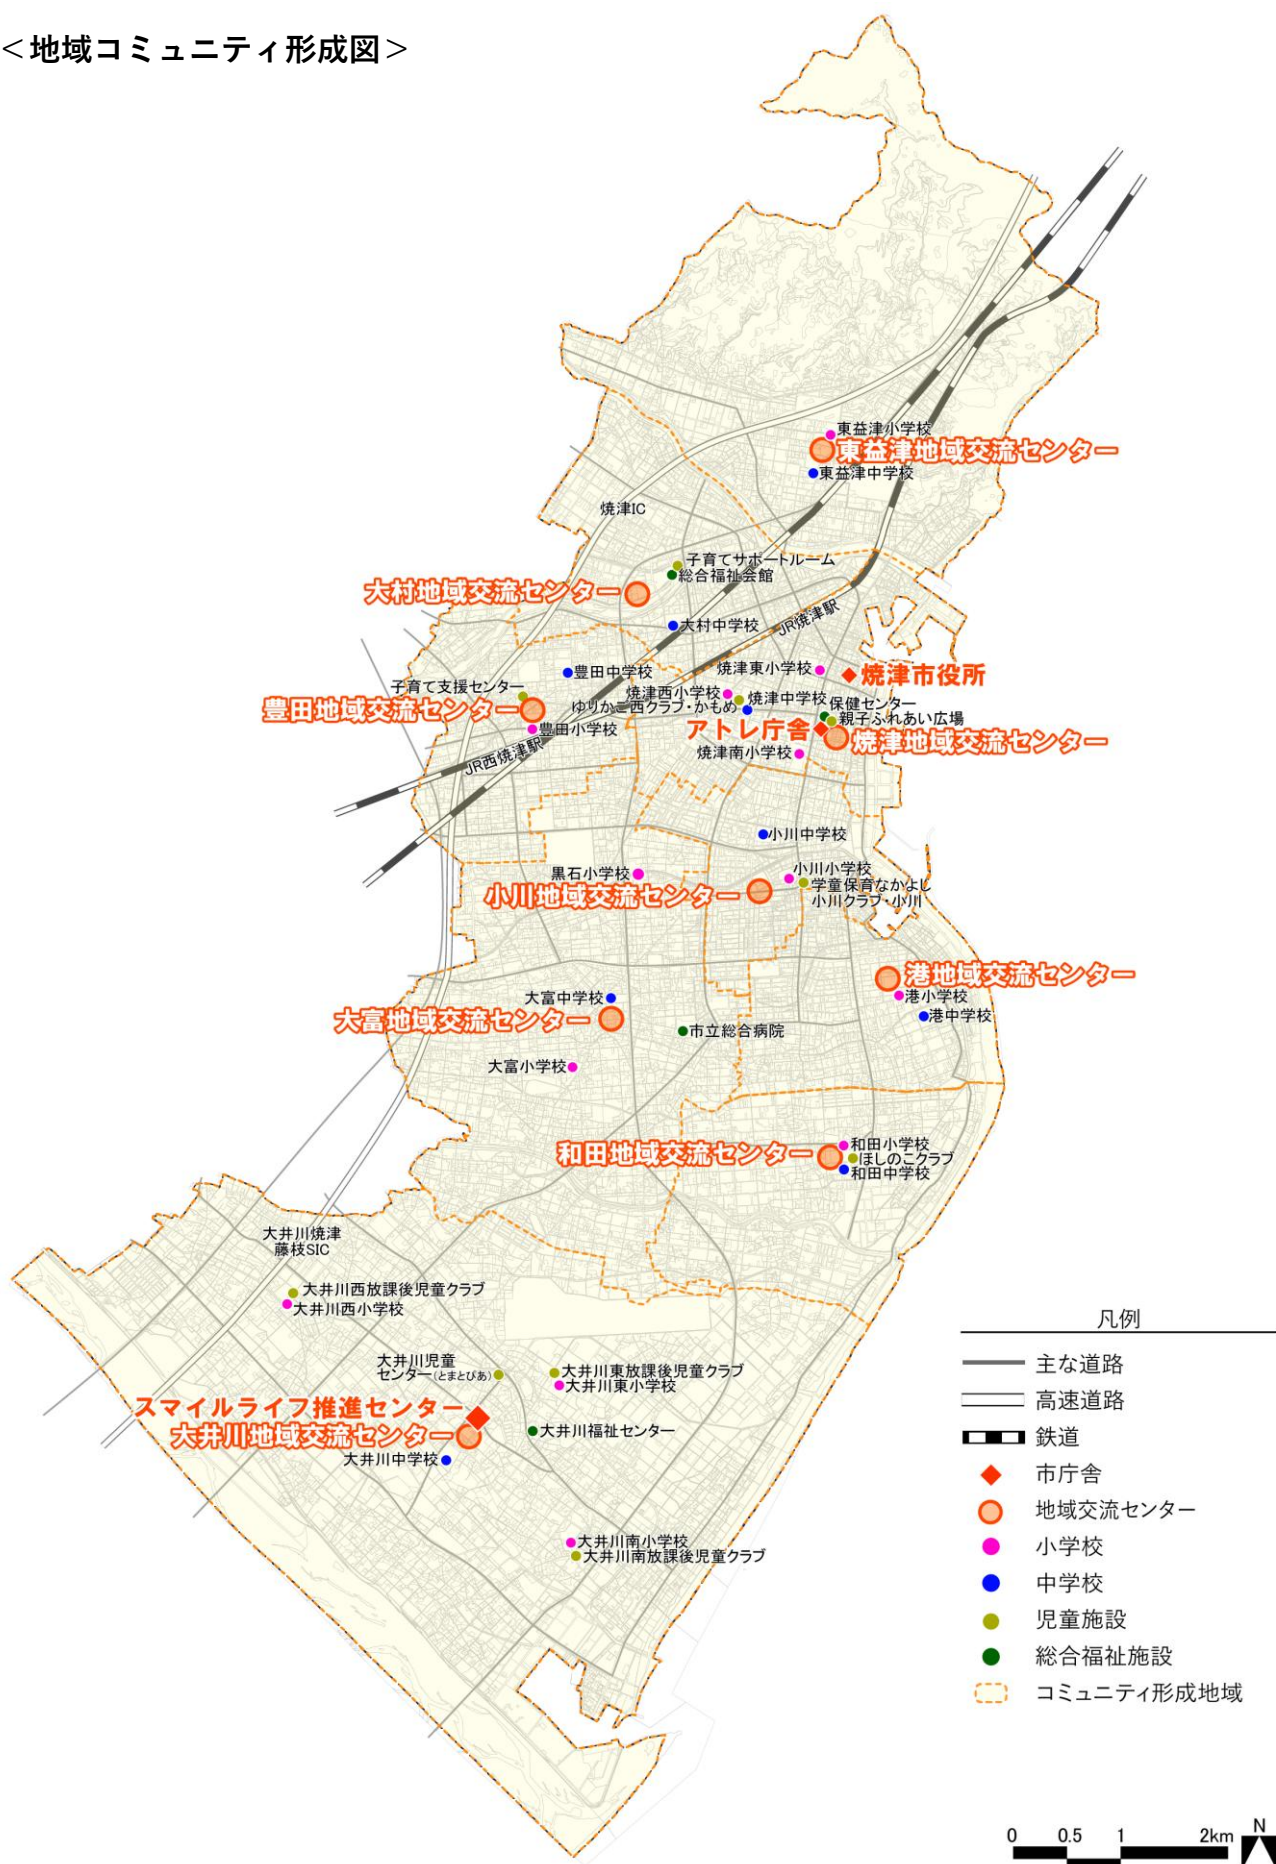 ＜地域コミュニティ形成図＞
東益津小学校
東益津地域交流センター
東益津中学校
焼津IC
子育てサポートルーム
総合福祉会館
大村地域交流センター
大村中学校
JR焼津駅
豊田中学校
焼津東小学校
焼津市役所
子育て支援センター
焼津西小学校
焼津中学校
ゆりかご西クラブ・かもめ
保健センター
親子ふれあい広場
豊田地域交流センター
アトレ庁舎
豊田小学校
焼津地域交流センター
JR西焼津駅
焼津南小学校
小川中学校
黒石小学校
小川小学校
学童保育なかよし
小川クラブ・小川
小川地域交流センター
港地域交流センター
大富中学校
港小学校
大富地域交流センター
港中学校
市立総合病院
大富小学校
和田小学校
和田地域交流センター
ほしのこクラブ
和田中学校
大井川焼津
藤枝SIC
大井川西放課後児童クラブ
大井川西小学校
大井川児童
センター(とまとぴあ)
大井川東放課後児童クラブ
大井川東小学校
スマイルライフ推進センター
大井川地域交流センター
大井川福祉センター
大井川中学校
大井川南小学校
大井川南放課後児童クラブ
凡例
主な道路
高速道路
鉄道
市庁舎
地域交流センター
小学校
中学校
児童施設
総合福祉施設
コミュニティ形成地域
0 0.5 1 2km
N